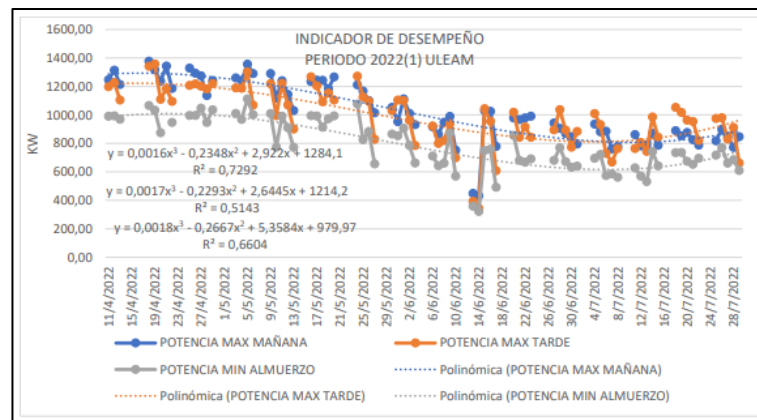 INDICADOR DE DESEMPEÑO
PERIODO 2022(1) ULEAM
KW
1600,00
1400,00
1200,00
1000,00
800,00
600,00
400,00
200,00
0,00
y = 0,0016x³ - 0,2348x² + 2,922x + 1284,1
R² = 0,7292
y = 0,0017x³ - 0,2293x² + 2,6445x + 1214,2
R² = 0,5143
y = 0,0018x³ - 0,2667x² + 5,3584x + 979,97
R² = 0,6604
11/4/2022
15/4/2022
19/4/2022
23/4/2022
27/4/2022
1/5/2022
5/5/2022
9/5/2022
13/5/2022
17/5/2022
21/5/2022
25/5/2022
29/5/2022
2/6/2022
6/6/2022
10/6/2022
14/6/2022
18/6/2022
22/6/2022
26/6/2022
30/6/2022
4/7/2022
8/7/2022
12/7/2022
16/7/2022
20/7/2022
24/7/2022
28/7/2022
POTENCIA MAX MAÑANA
POTENCIA MAX TARDE
POTENCIA MIN ALMUERZO
Polinómica (POTENCIA MAX MAÑANA)
Polinómica (POTENCIA MAX TARDE)
Polinómica (POTENCIA MIN ALMUERZO)